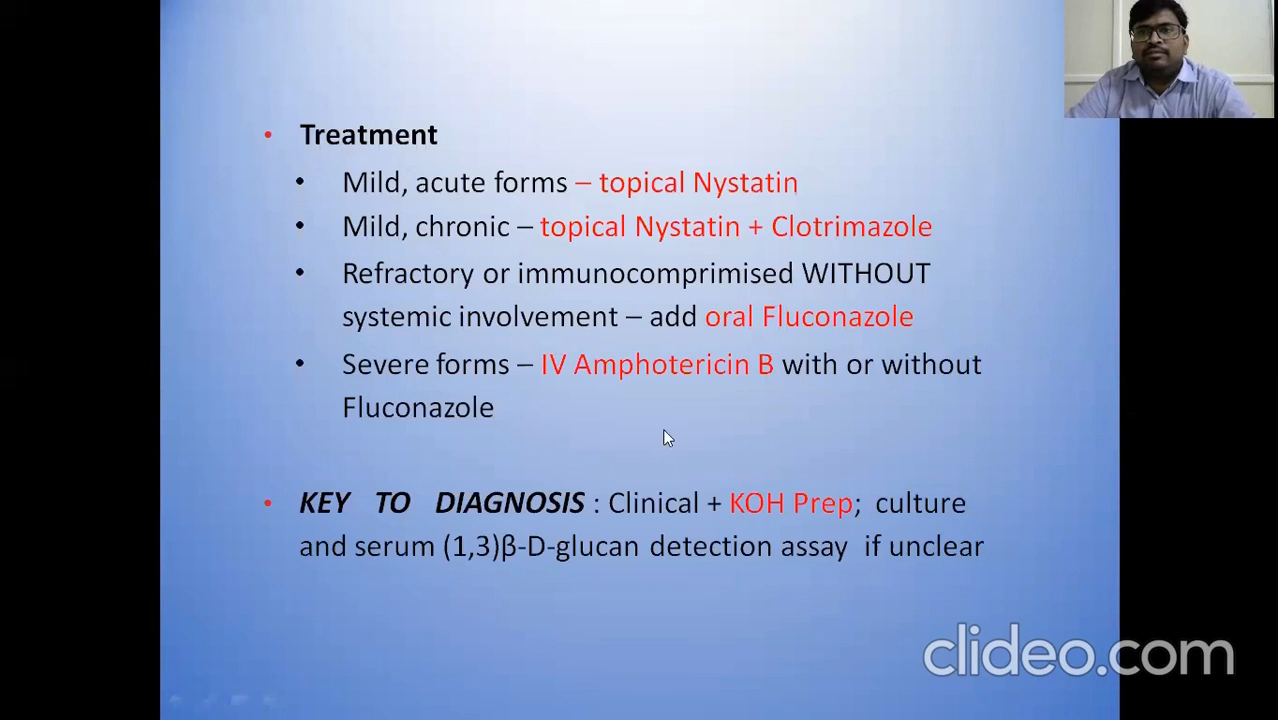 Treatment
Mild, acute forms – topical Nystatin
Mild, chronic – topical Nystatin + Clotrimazole
Refractory or immunocomprimised WITHOUT
systemic involvement – add oral Fluconazole
Severe forms – IV Amphotericin B with or without
Fluconazole
KEY TO DIAGNOSIS : Clinical + KOH Prep; culture
and serum (1,3)β-D-glucan detection assay if unclear
clideo.com